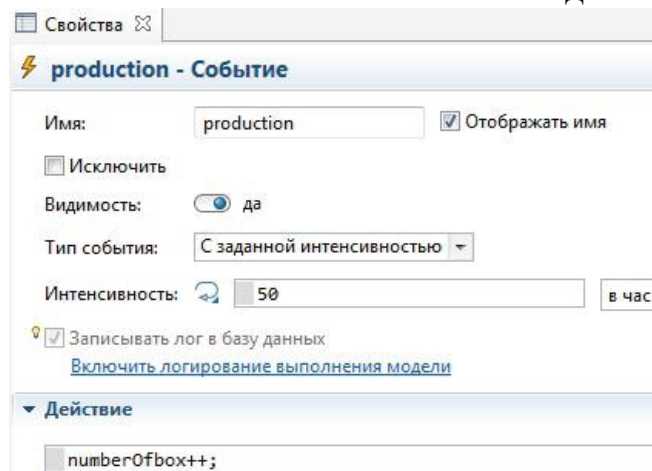 Свойства
production - Событие
Имя: production Отображать имя
Исключить
Видимость: да
Тип события: С заданной интенсивностью
Интенсивность: 50 в час
Записывать лог в базу данных
Включить логирование выполнения модели
Действие
numberOfbox++;